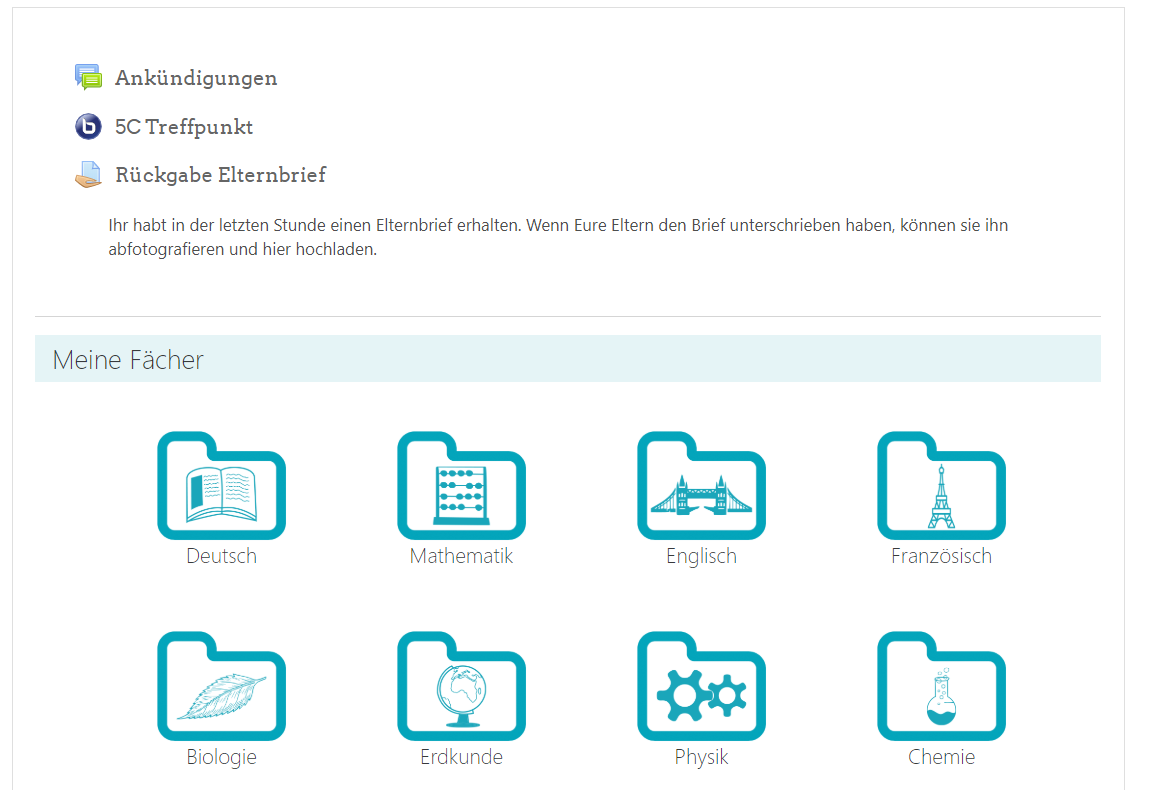 Ankündigungen
5C Treffpunkt
Rückgabe Elternbrief
Ihr habt in der letzten Stunde einen Elternbrief erhalten. Wenn Eure Eltern den Brief unterschrieben haben, können sie ihn
abfotografieren und hier hochladen.
Meine Fächer
Deutsch
Mathematik
Englisch
Französisch
Biologie
Erdkunde
Physik
Chemie